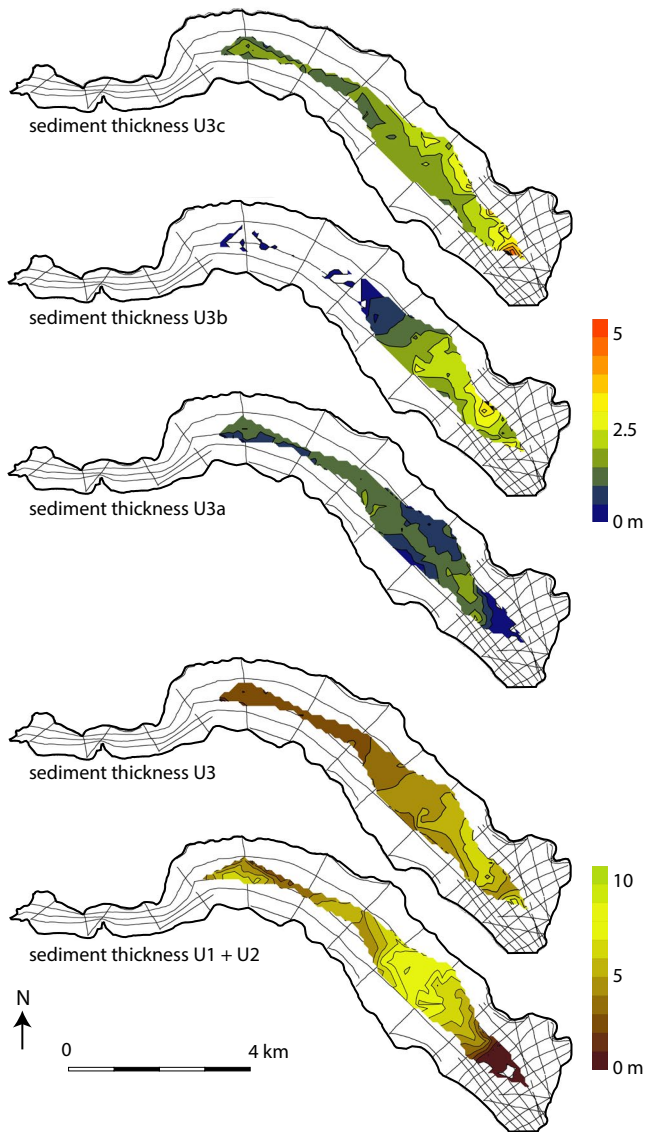 sediment thickness U3c
sediment thickness U3b
5
2.5
0 m
sediment thickness U3a
sediment thickness U3
10
5
0 m
sediment thickness U1 + U2
N
0 4 km